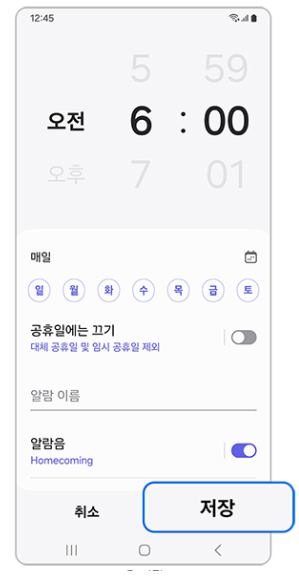 12:45
5 59
오전 6 : 00
오후 7 01
매일
일 월 화 수 목 금 토
공휴일에는 끄기
대체 공휴일 및 임시 공휴일 제외
알람 이름
알람음
Homecoming
취소 저장